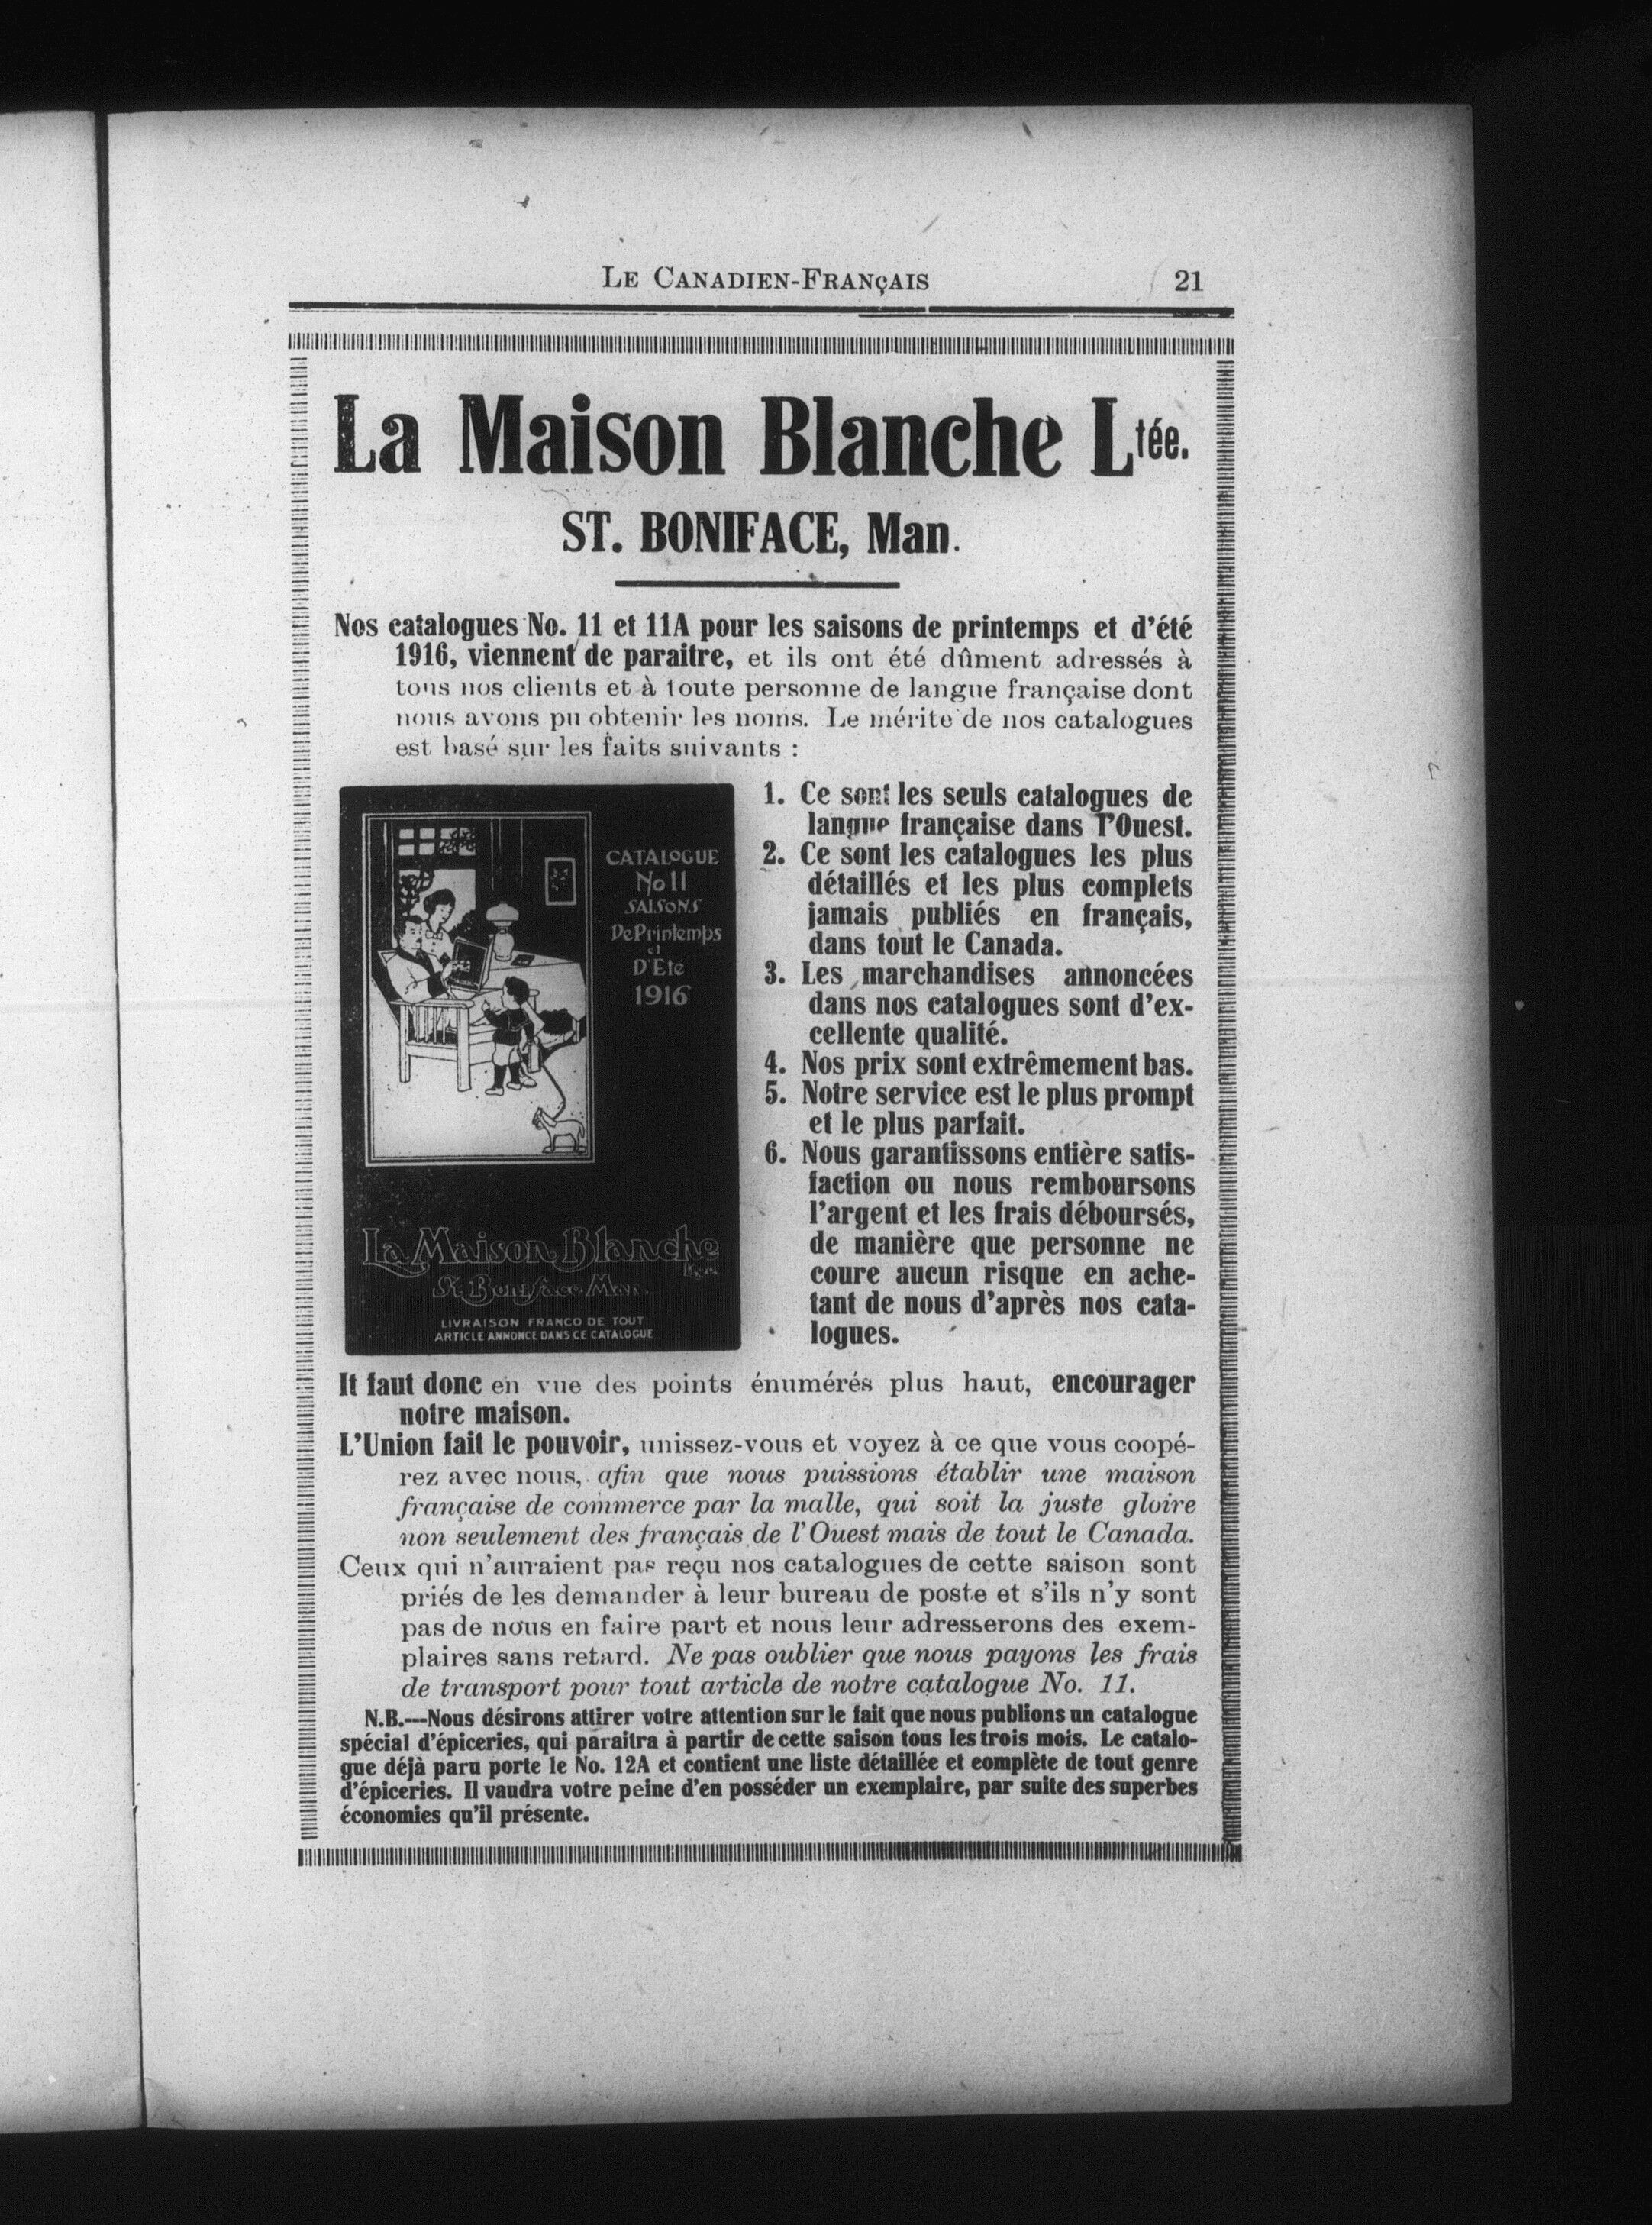 LE CANADIEN-FRANÇAIS 21
La Maison Blanche Ltée.
ST. BONIFACE, Man.
Nos catalogues No. 11 et 11A pour les saisons de printemps et d'été
1916, viennent de paraitre, et ils ont été dûment adressés à
tous nos clients et à toute personne de langue française dont
nous avons pu obtenir les noms. Le mérite de nos catalogues
est basé sur les faits suivants :
CATALOGUE
No 11
SAISONS
De Printemps
et
D'Eté
1916
La Maison Blanche
St Boniface Man.
LIVRAISON FRANCO DE TOUT
ARTICLE ANNONCE DANS CE CATALOGUE
1. Ce sont les seuls catalogues de
langue française dans l'Ouest.
2. Ce sont les catalogues les plus
détaillés et les plus complets
jamais publiés en français,
dans tout le Canada.
3. Les marchandises annoncées
dans nos catalogues sont d'ex-
cellente qualité.
4. Nos prix sont extrêmement bas.
5. Notre service est le plus prompt
et le plus parfait.
6. Nous garantissons entière satis-
faction ou nous remboursons
l'argent et les frais déboursés,
de manière que personne ne
coure aucun risque en ache-
tant de nous d'après nos cata-
logues.
It faut donc en vue des points énumérés plus haut, encourager
notre maison.
L'Union fait le pouvoir, unissez-vous et voyez à ce que vous coopé-
rez avec nous, afin que nous puissions établir une maison
française de commerce par la malle, qui soit la juste gloire
non seulement des français de l'Ouest mais de tout le Canada.
Ceux qui n'auraient pas reçu nos catalogues de cette saison sont
priés de les demander à leur bureau de poste et s'ils n'y sont
pas de nous en faire part et nous leur adresserons des exem-
plaires sans retard. Ne pas oublier que nous payons les frais
de transport pour tout article de notre catalogue No. 11.
N.B.---Nous désirons attirer votre attention sur le fait que nous publions un catalogue
spécial d'épiceries, qui paraitra à partir de cette saison tous les trois mois. Le catalo-
gue déjà paru porte le No. 12A et contient une liste détaillée et complète de tout genre
d'épiceries. Il vaudra votre peine d'en posséder un exemplaire, par suite des superbes
économies qu'il présente.